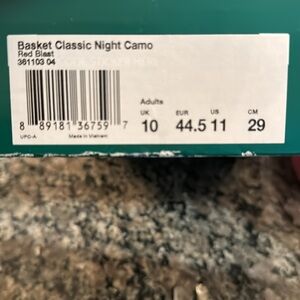 Basket Classic Night Camo
Red Blast
361103 04
Adults
UK EUR US CM
10 44.5 11 29
8 89181 36759 7
UPC-A Made in Vietnam